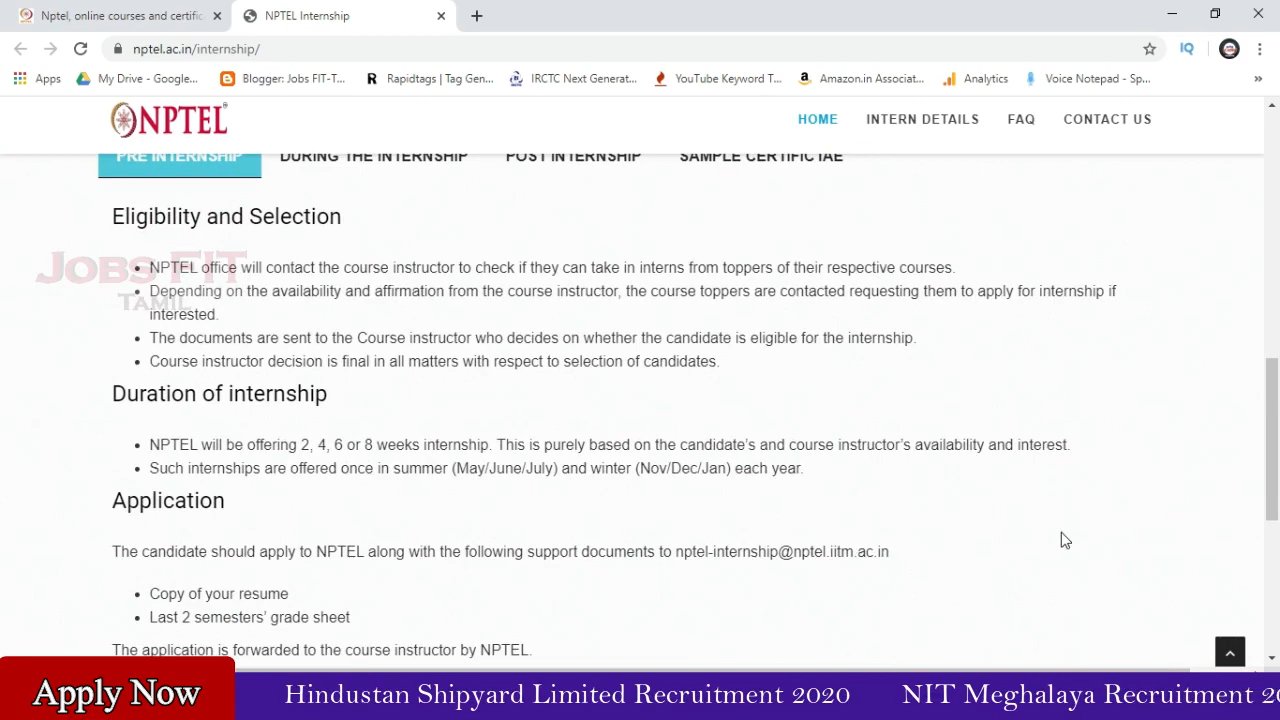 Nptel, online courses and certific
NPTEL Internship
nptel.ac.in/internship/
Apps
My Drive - Google...
Blogger: Jobs FIT-T...
Rapidtags | Tag Gen...
IRCTC Next Generat...
YouTube Keyword T...
Amazon.in Associat...
Analytics
Voice Notepad - Sp...
NPTEL
HOME
INTERN DETAILS
FAQ
CONTACT US
PRE INTERNSHIP
DURING THE INTERNSHIP
POST INTERNSHIP
SAMPLE CERTIFICTAE
Eligibility and Selection
JOBS FIT
TAMIL
NPTEL office will contact the course instructor to check if they can take in interns from toppers of their respective courses.
Depending on the availability and affirmation from the course instructor, the course toppers are contacted requesting them to apply for internship if
interested.
The documents are sent to the Course instructor who decides on whether the candidate is eligible for the internship.
Course instructor decision is final in all matters with respect to selection of candidates.
Duration of internship
NPTEL will be offering 2, 4, 6 or 8 weeks internship. This is purely based on the candidate's and course instructor's availability and interest.
Such internships are offered once in summer (May/June/July) and winter (Nov/Dec/Jan) each year.
Application
The candidate should apply to NPTEL along with the following support documents to nptel-internship@nptel.iitm.ac.in
Copy of your resume
Last 2 semesters' grade sheet
The application is forwarded to the course instructor by NPTEL.
Apply Now
Hindustan Shipyard Limited Recruitment 2020
NIT Meghalaya Recruitment 20